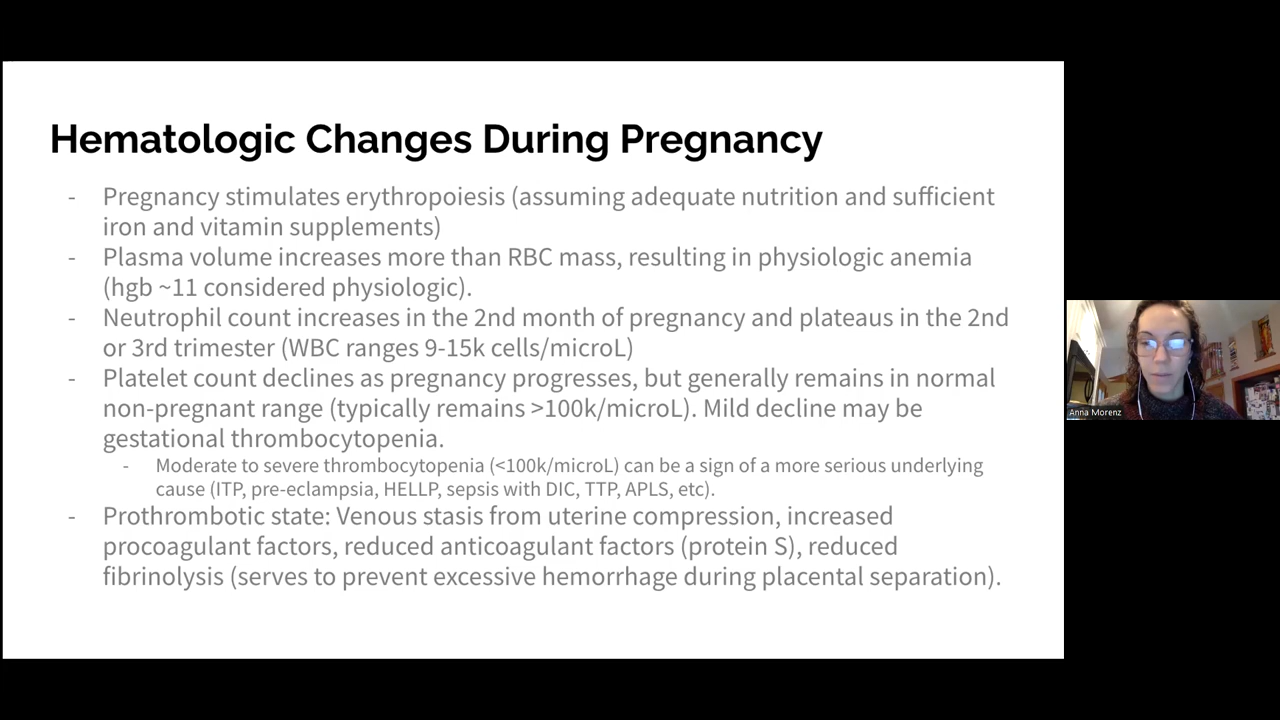 Hematologic Changes During Pregnancy
- Pregnancy stimulates erythropoiesis (assuming adequate nutrition and sufficient
iron and vitamin supplements)
- Plasma volume increases more than RBC mass, resulting in physiologic anemia
(hgb ~11 considered physiologic).
- Neutrophil count increases in the 2nd month of pregnancy and plateaus in the 2nd
or 3rd trimester (WBC ranges 9-15k cells/microL)
- Platelet count declines as pregnancy progresses, but generally remains in normal
non-pregnant range (typically remains >100k/microL). Mild decline may be
gestational thrombocytopenia.
- Moderate to severe thrombocytopenia (<100k/microL) can be a sign of a more serious underlying
cause (ITP, pre-eclampsia, HELLP, sepsis with DIC, TTP, APLS, etc).
- Prothrombotic state: Venous stasis from uterine compression, increased
procoagulant factors, reduced anticoagulant factors (protein S), reduced
fibrinolysis (serves to prevent excessive hemorrhage during placental separation).
Anna Morenz